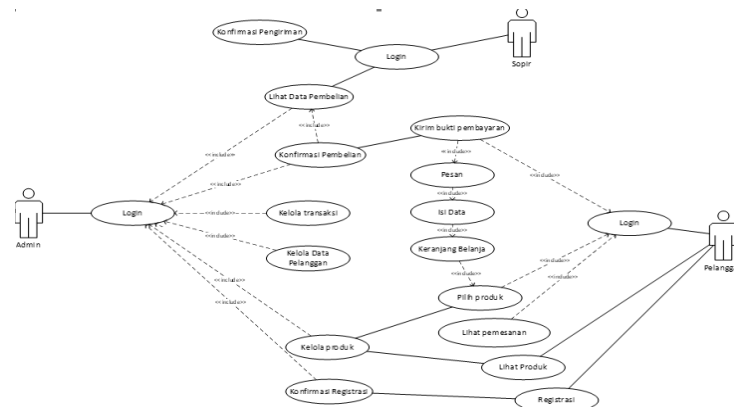 Konfirmasi Pengiriman
Login
Sopir
Lihat Data Pembelian
Kirim bukti pembayaran
<<include>>
<<include>>
<<include>>
Konfirmasi Pembelian
<<include>>
Pesan
<<include>>
<<include>>
Admin
Login
<<include>>
Kelola transaksi
Isi Data
Login
Pelangga
<<include>>
<<include>>
Kelola Data
Pelanggan
Keranjang Belanja
<<include>>
<<include>>
<<include>>
<<include>>
<<include>>
Pilih produk
Lihat pemesanan
Kelola produk
Lihat Produk
Konfirmasi Registrasi
Registrasi